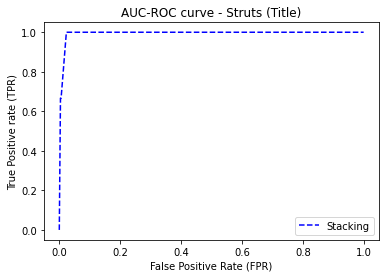 AUC-ROC curve - Struts (Title)
True Positive rate (TPR)
1.0
0.8
0.6
0.4
0.2
0.0
0.0 0.2 0.4 0.6 0.8 1.0
False Positive Rate (FPR)
Stacking